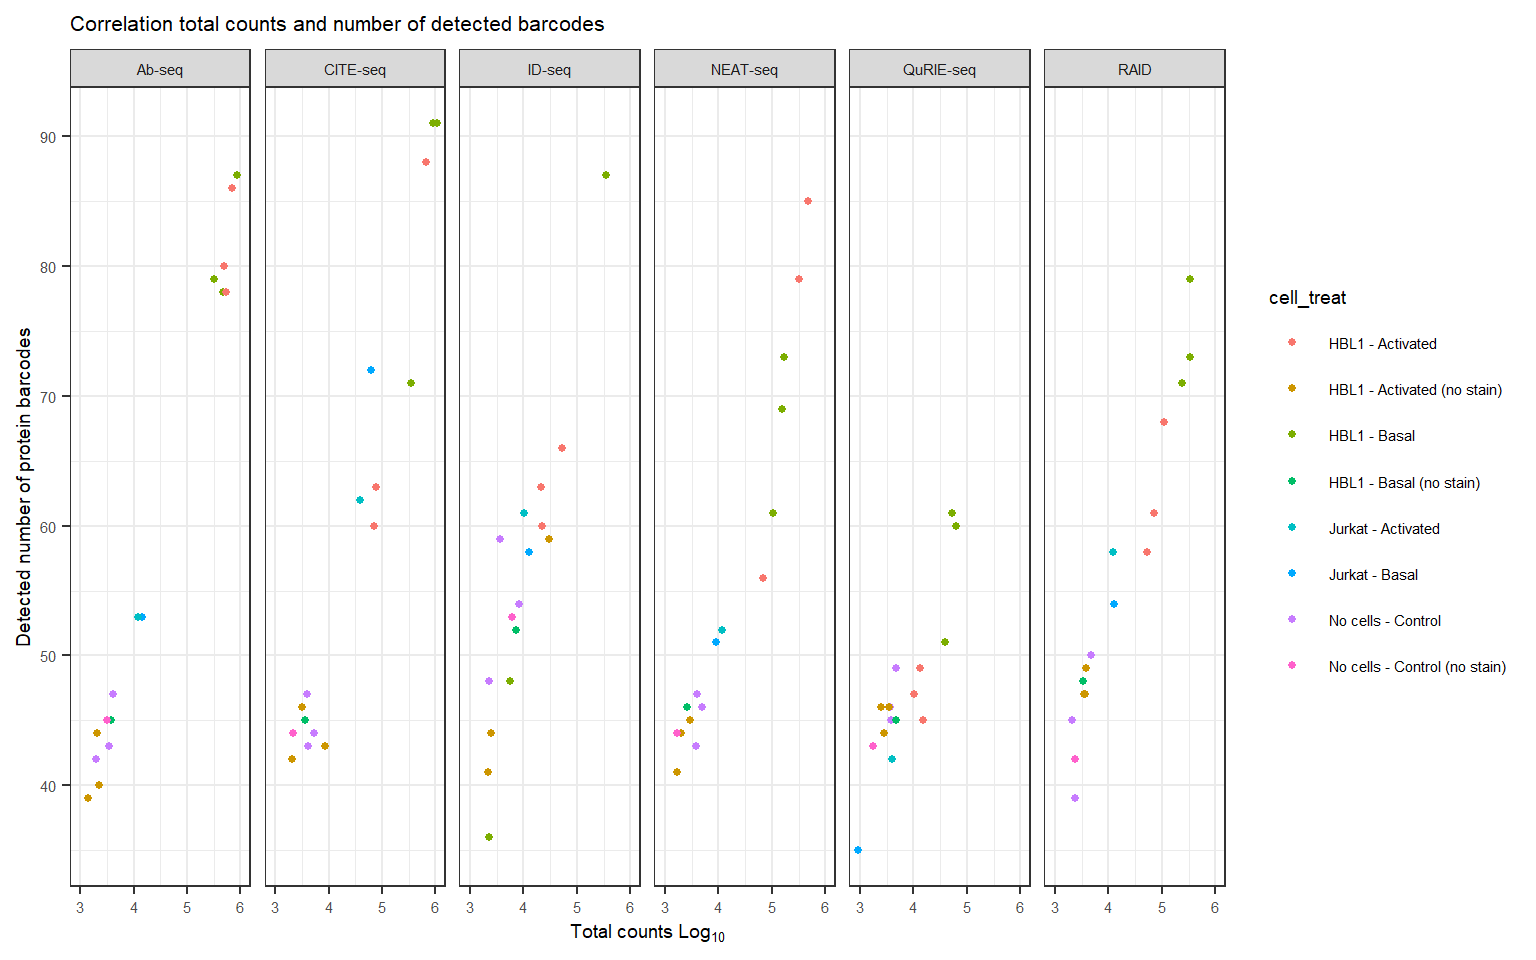 Correlation total counts and number of detected barcodes
Ab-seq CITE-seq ID-seq NEAT-seq QuRIE-seq RAID
Detected number of protein barcodes
90
80
70
60
50
40
3 4 5 6 3 4 5 6 3 4 5 6 3 4 5 6 3 4 5 6 3 4 5 6
Total counts Log10
cell_treat
HBL1 - Activated
HBL1 - Activated (no stain)
HBL1 - Basal
HBL1 - Basal (no stain)
Jurkat - Activated
Jurkat - Basal
No cells - Control
No cells - Control (no stain)